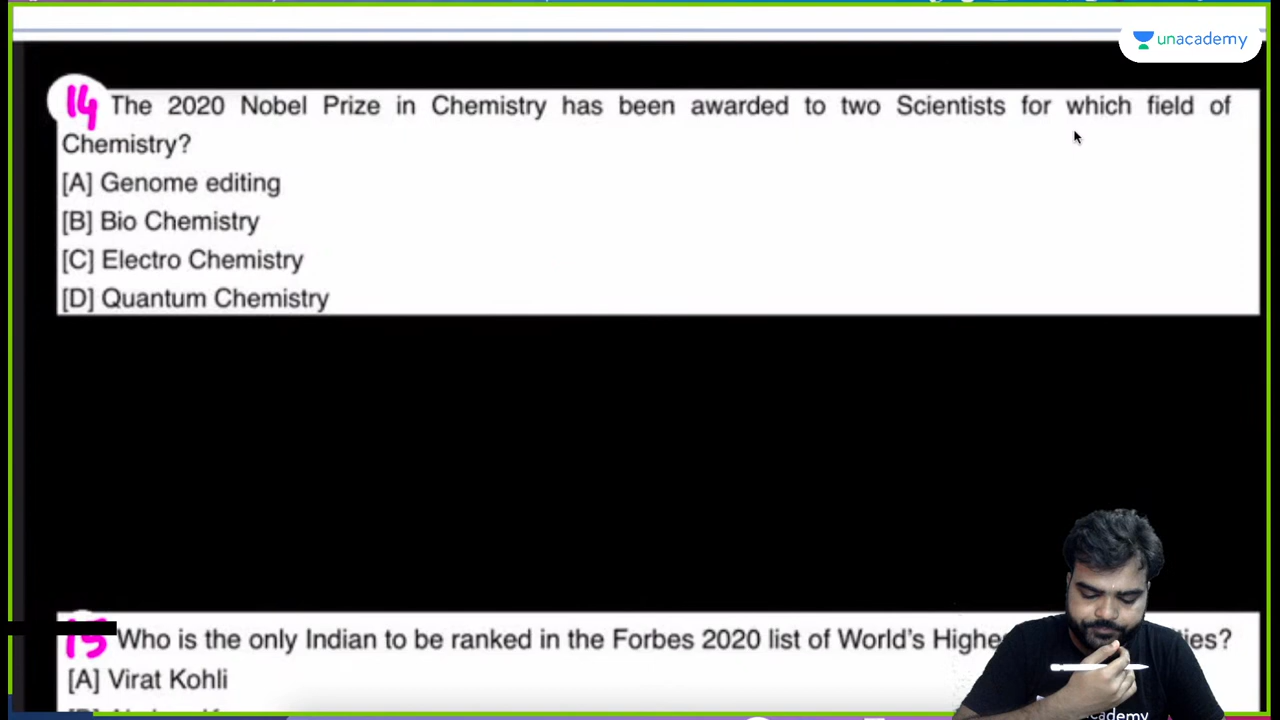 unacademy
14 The 2020 Nobel Prize in Chemistry has been awarded to two Scientists for which field of
Chemistry?
[A] Genome editing
[B] Bio Chemistry
[C] Electro Chemistry
[D] Quantum Chemistry
15 Who is the only Indian to be ranked in the Forbes 2020 list of World's
[A] Virat Kohli